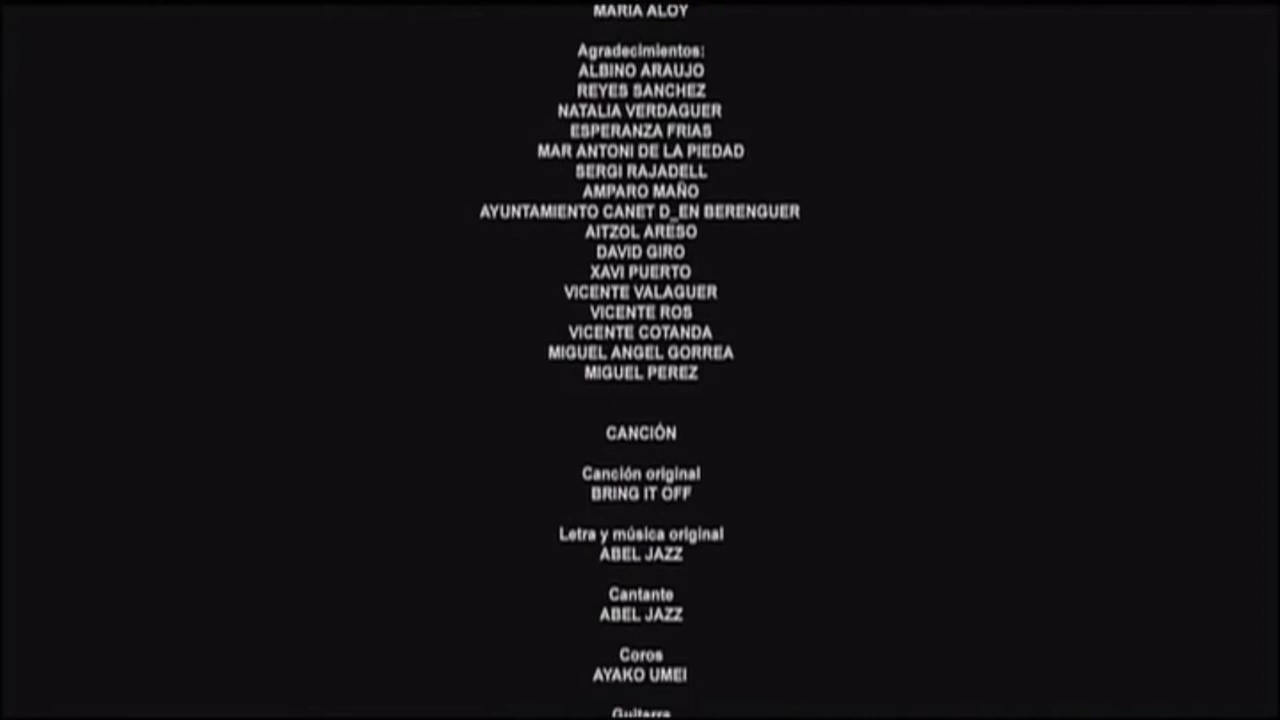 MARIA ALOY
Agradecimientos:
ALBINO ARAUJO
REYES SANCHEZ
NATALIA VERDAGUER
ESPERANZA FRIAS
MAR ANTONI DE LA PIEDAD
SERGI RAJADELL
AMPARO MAÑO
AYUNTAMIENTO CANET D_EN BERENGUER
AITZOL ARESO
DAVID GIRO
XAVI PUERTO
VICENTE VALAGUER
VICENTE ROS
VICENTE COTANDA
MIGUEL ANGEL GORREA
MIGUEL PEREZ
CANCIÓN
Canción original
BRING IT OFF
Letra y música original
ABEL JAZZ
Cantante
ABEL JAZZ
Coros
AYAKO UMEI
Guitarra